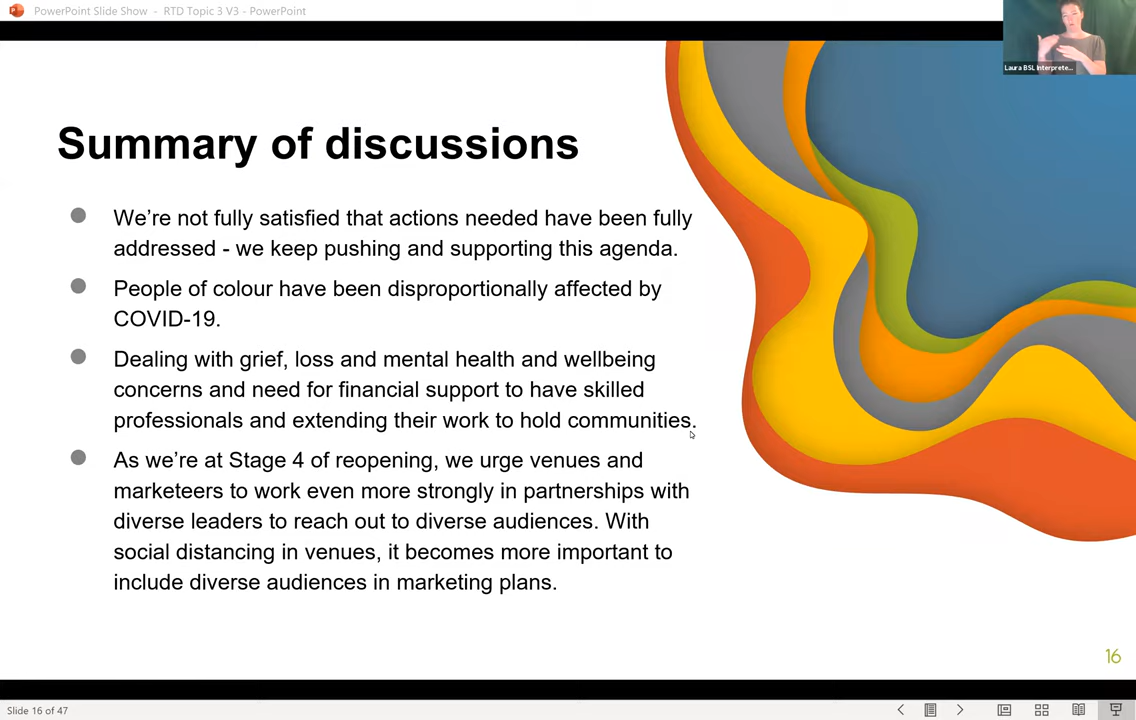 PowerPoint Slide Show - RTD Topic 3 V3 - PowerPoint
Laura BSL Interprete...
Summary of discussions
We’re not fully satisfied that actions needed have been fully
addressed - we keep pushing and supporting this agenda.
People of colour have been disproportionally affected by
COVID-19.
Dealing with grief, loss and mental health and wellbeing
concerns and need for financial support to have skilled
professionals and extending their work to hold communities.
As we’re at Stage 4 of reopening, we urge venues and
marketeers to work even more strongly in partnerships with
diverse leaders to reach out to diverse audiences. With
social distancing in venues, it becomes more important to
include diverse audiences in marketing plans.
16
Slide 16 of 47